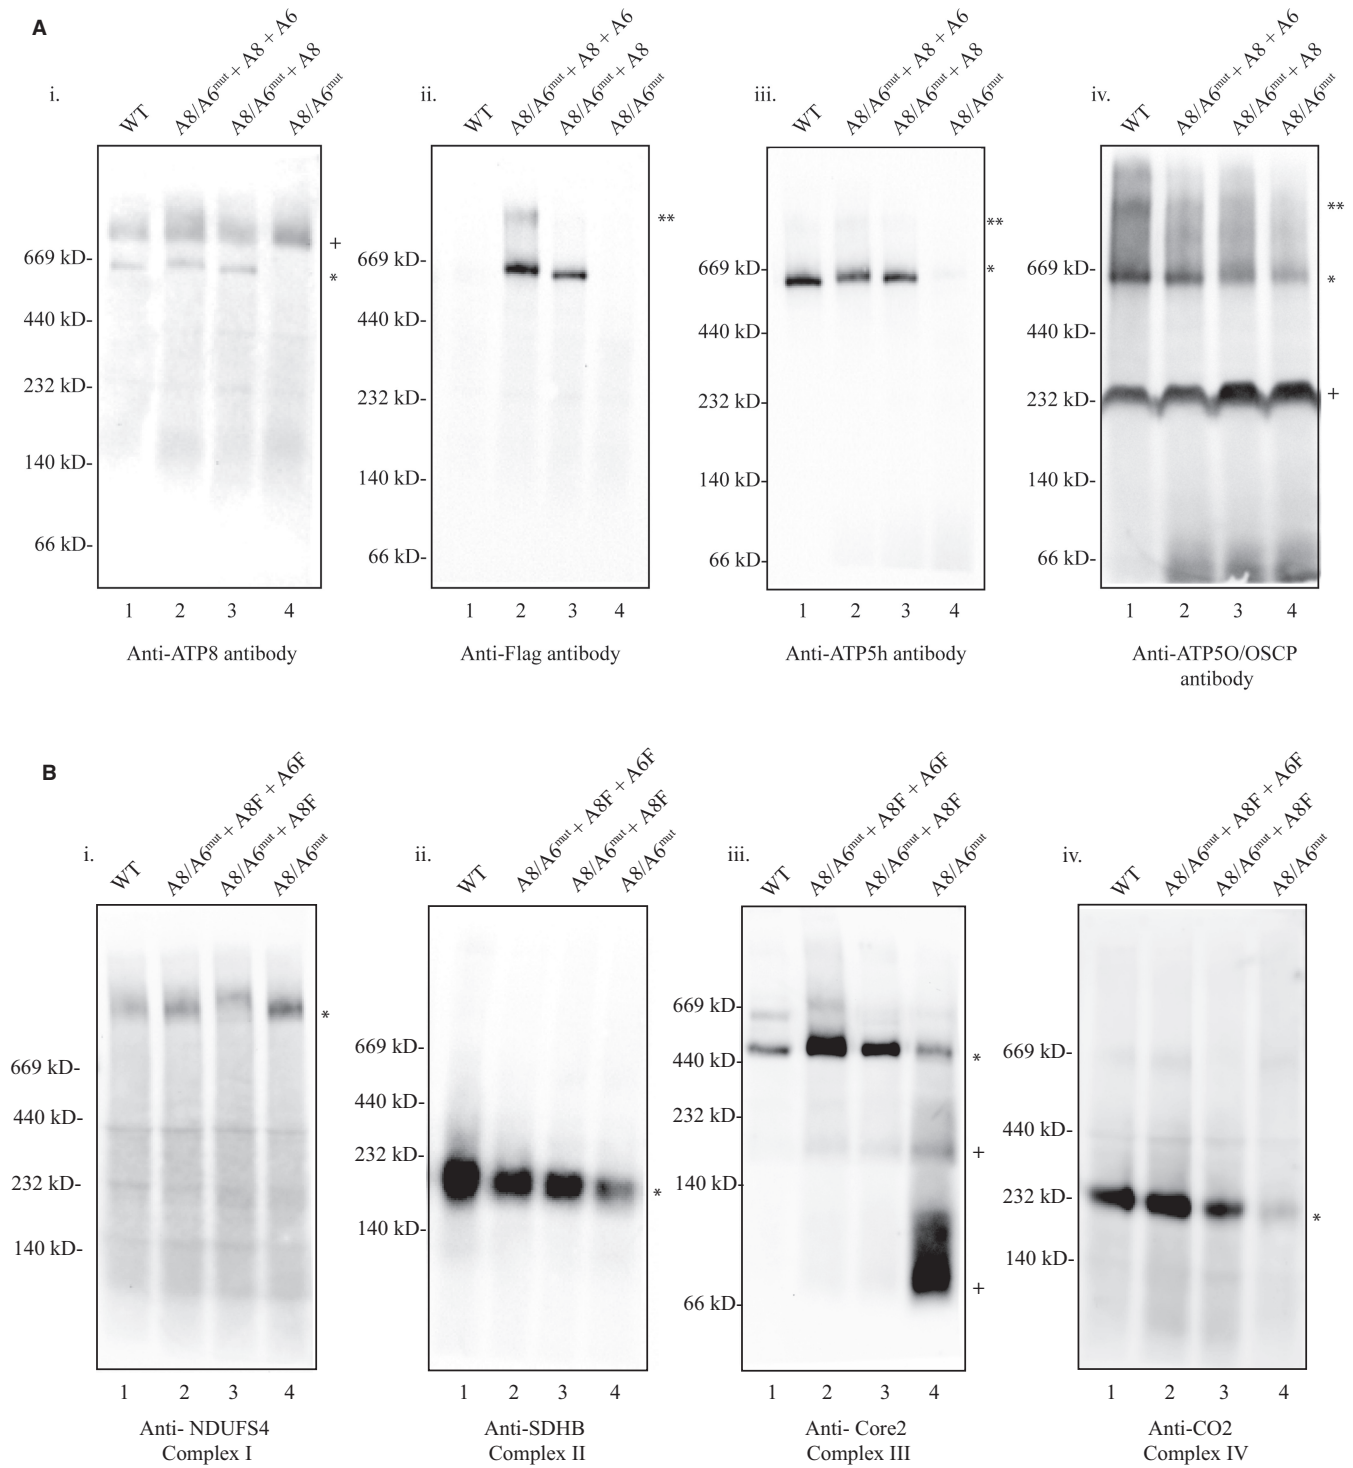 A
i.
WT
A8/A6mut + A8 + A6
A8/A6mut + A8
A8/A6mut
669 kD-
440 kD-
232 kD-
140 kD-
66 kD-
+
*
1 2 3 4
Anti-ATP8 antibody
ii.
WT
A8/A6mut + A8 + A6
A8/A6mut + A8
A8/A6mut
669 kD-
440 kD-
232 kD-
140 kD-
66 kD-
**
1 2 3 4
Anti-Flag antibody
iii.
WT
A8/A6mut + A8 + A6
A8/A6mut + A8
A8/A6mut
669 kD-
440 kD-
232 kD-
140 kD-
66 kD-
**
*
1 2 3 4
Anti-ATP5h antibody
iv.
WT
A8/A6mut + A8 + A6
A8/A6mut + A8
A8/A6mut
669 kD-
440 kD-
232 kD-
140 kD-
66 kD-
**
*
+
1 2 3 4
Anti-ATP5O/OSCP
antibody
B
i.
WT
A8/A6mut + A8F + A6F
A8/A6mut + A8F
A8/A6mut
669 kD-
440 kD-
232 kD-
140 kD-
*
1 2 3 4
Anti- NDUFS4
Complex I
ii.
WT
A8/A6mut + A8F + A6F
A8/A6mut + A8F
A8/A6mut
669 kD-
440 kD-
232 kD-
140 kD-
*
1 2 3 4
Anti-SDHB
Complex II
iii.
WT
A8/A6mut + A8F + A6F
A8/A6mut + A8F
A8/A6mut
669 kD-
440 kD-
232 kD-
140 kD-
66 kD-
*
+
+
1 2 3 4
Anti- Core2
Complex III
iv.
WT
A8/A6mut + A8F + A6F
A8/A6mut + A8F
A8/A6mut
669 kD-
440 kD-
232 kD-
140 kD-
*
1 2 3 4
Anti-CO2
Complex IV